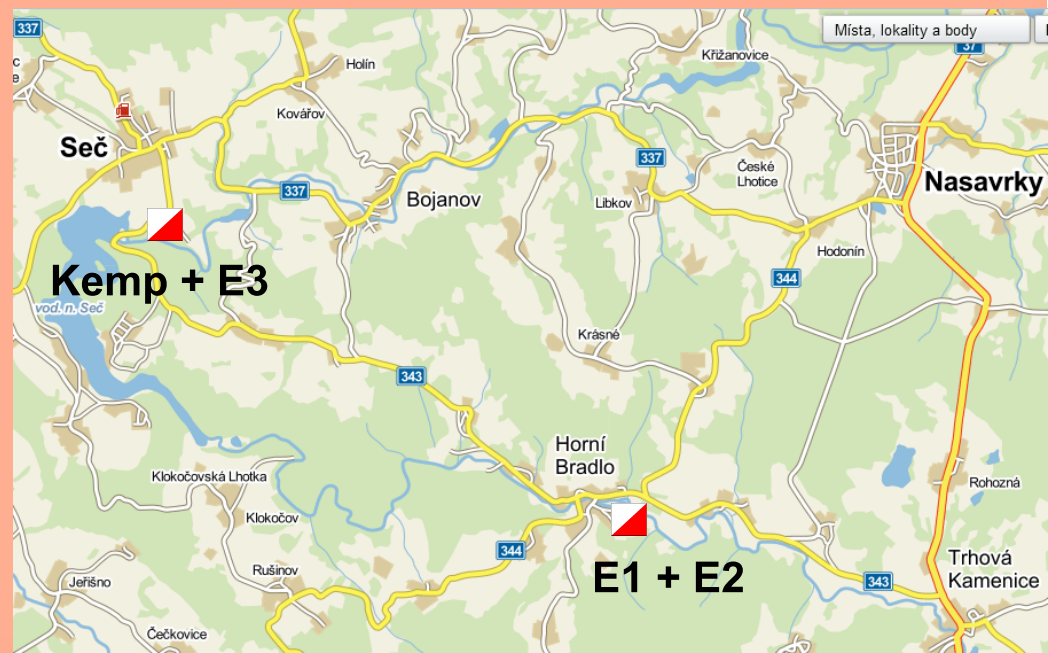 337
Místa, lokality a body
37
Křižanovice
Holín
Kovářov
Seč
337
České
Lhotice
337
Nasavrky
Bojanov
Libkov
Hodonín
Kemp + E3
vod. n. Seč
344
Krásné
343
Horní
Bradlo
Klokočovská Lhotka
Rohozná
Klokočov
344
Trhová
Kamenice
Rušinov
E1 + E2
343
Jeřišno
Čečkovice